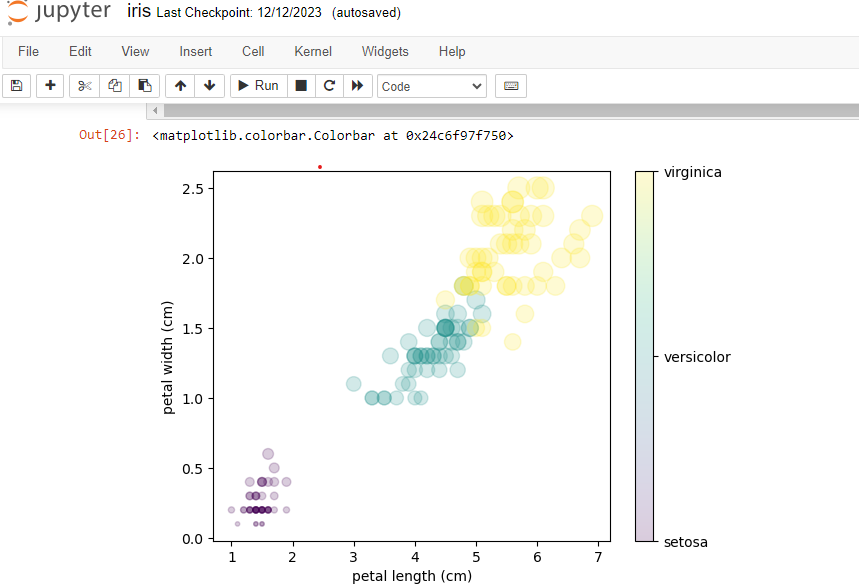 jupyter iris Last Checkpoint: 12/12/2023 (autosaved)
File Edit View Insert Cell Kernel Widgets Help
Run Code
Out[26]: <matplotlib.colorbar.Colorbar at 0x24c6f97f750>
virginica
versicolor
setosa
2.5
2.0
1.5
1.0
0.5
0.0
petal width (cm)
1 2 3 4 5 6 7
petal length (cm)